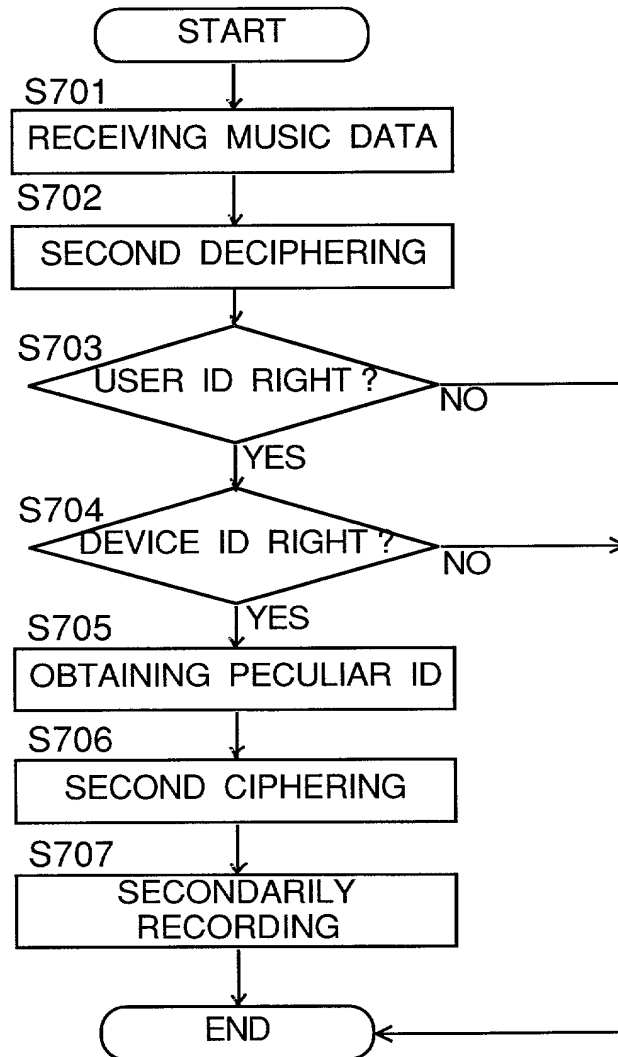 START
S701
RECEIVING MUSIC DATA
S702
SECOND DECIPHERING
S703
USER ID RIGHT ?
NO
YES
S704
DEVICE ID RIGHT ?
NO
YES
S705
OBTAINING PECULIAR ID
S706
SECOND CIPHERING
S707
SECONDARILY
RECORDING
END